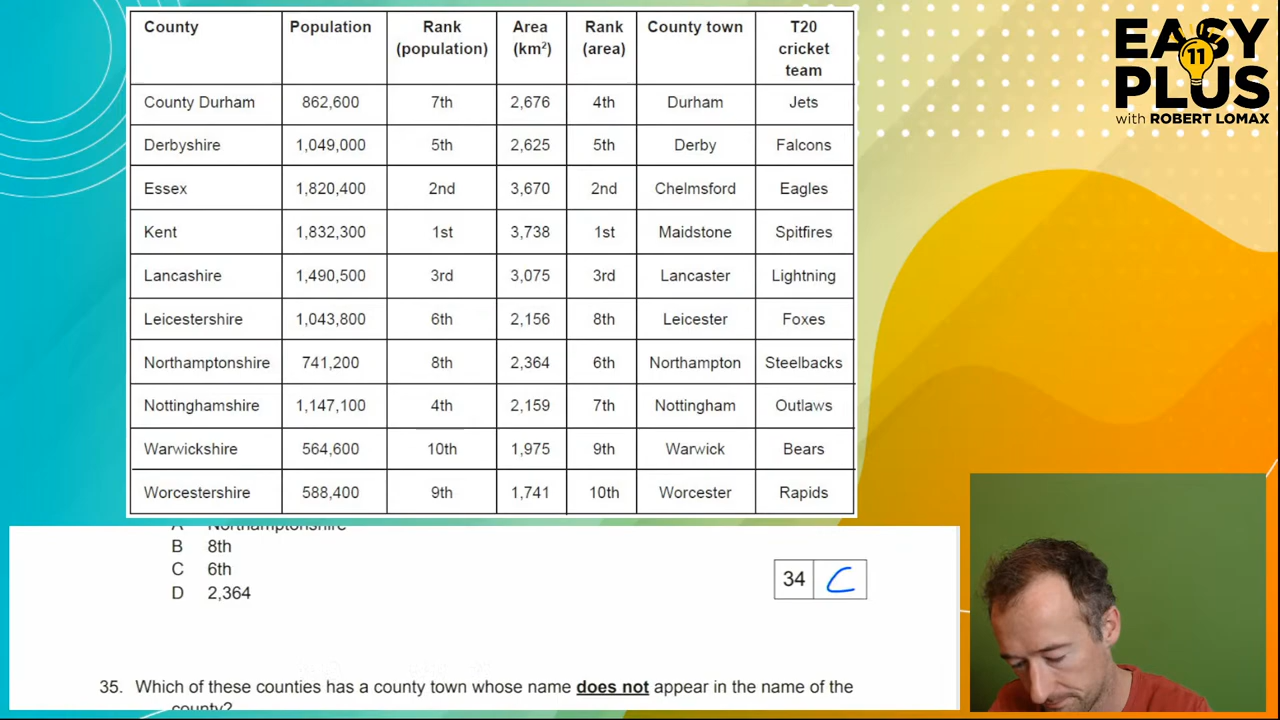 County Population Rank (population) Area (km²) Rank (area) County town T20 cricket team
County Durham 862,600 7th 2,676 4th Durham Jets
Derbyshire 1,049,000 5th 2,625 5th Derby Falcons
Essex 1,820,400 2nd 3,670 2nd Chelmsford Eagles
Kent 1,832,300 1st 3,738 1st Maidstone Spitfires
Lancashire 1,490,500 3rd 3,075 3rd Lancaster Lightning
Leicestershire 1,043,800 6th 2,156 8th Leicester Foxes
Northamptonshire 741,200 8th 2,364 6th Northampton Steelbacks
Nottinghamshire 1,147,100 4th 2,159 7th Nottingham Outlaws
Warwickshire 564,600 10th 1,975 9th Warwick Bears
Worcestershire 588,400 9th 1,741 10th Worcester Rapids
EASY
11
PLUS
with ROBERT LOMAX
A Northamptonshire
B 8th
C 6th
D 2,364
34 C
35. Which of these counties has a county town whose name does not appear in the name of the
county?